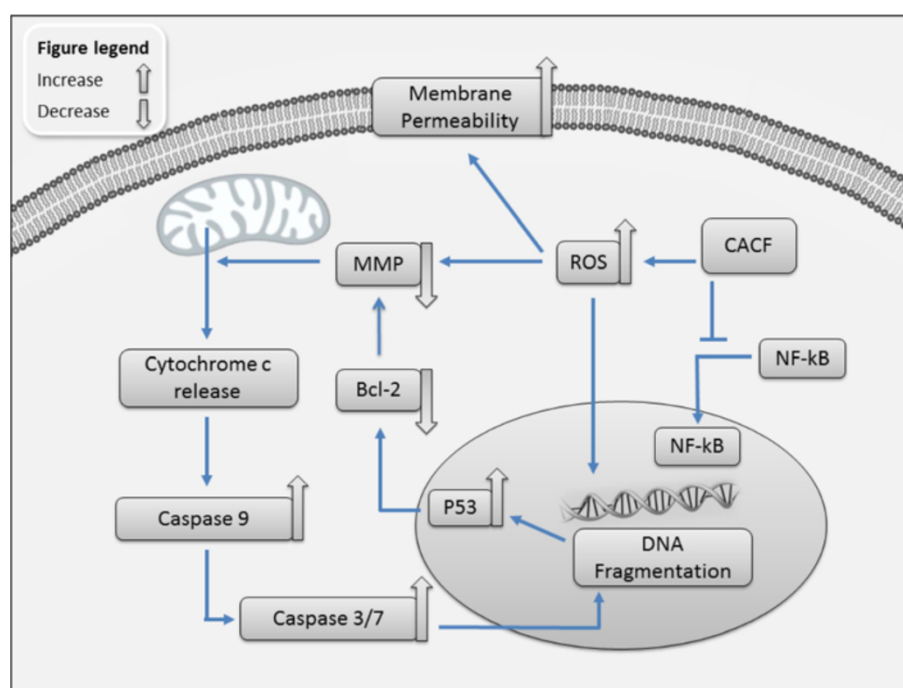 Figure legend
Increase
Decrease
Membrane
Permeability
MMP
ROS
CACF
Cytochrome c
release
Bcl-2
NF-kB
NF-kB
Caspase 9
P53
DNA
Fragmentation
Caspase 3/7